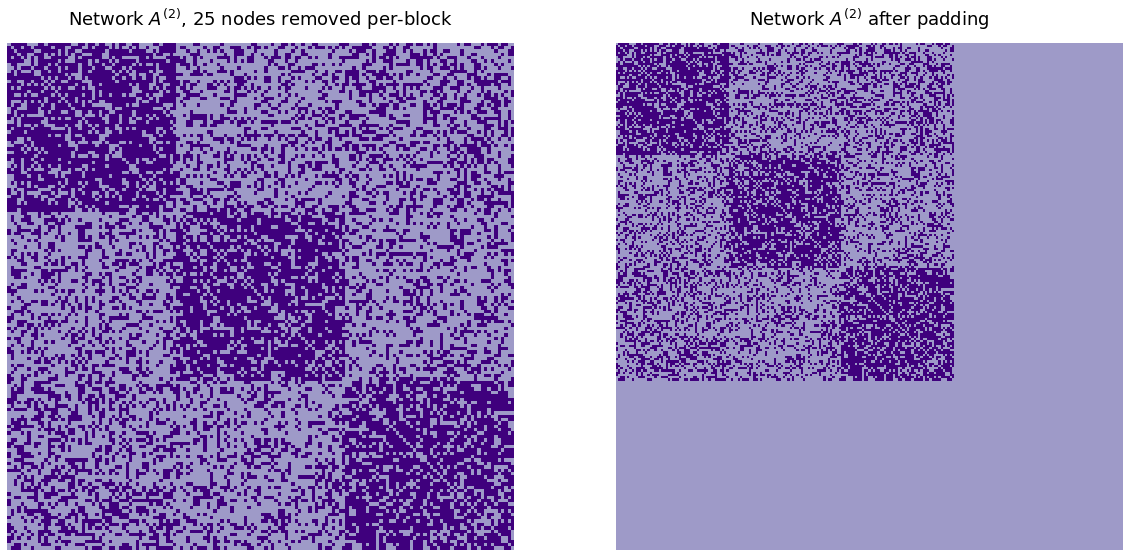 Network $A^{(2)}$, 25 nodes removed per-block
Network $A^{(2)}$ after padding